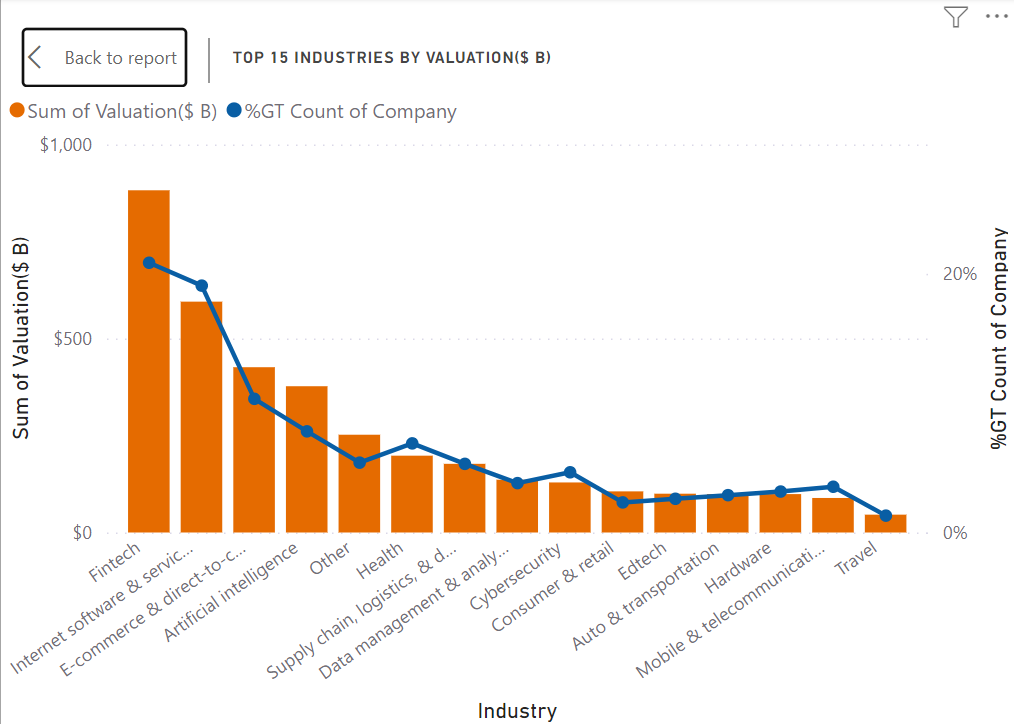 Back to report
TOP 15 INDUSTRIES BY VALUATION($ B)
Sum of Valuation($ B) %GT Count of Company
$1,000
$500
$0
Sum of Valuation($ B)
20%
0%
%GT Count of Company
Fintech
Internet software & servic...
E-commerce & direct-to-c...
Artificial intelligence
Other
Health
Supply chain, logistics, & d...
Data management & analy...
Cybersecurity
Consumer & retail
Edtech
Auto & transportation
Hardware
Mobile & telecommunicati...
Travel
Industry